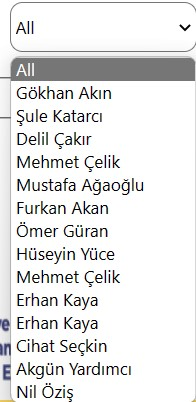 All
All
Gökhan Akın
Şule Katarcı
Delil Çakır
Mehmet Çelik
Mustafa Ağaoğlu
Furkan Akan
Ömer Güran
Hüseyin Yüce
Mehmet Çelik
Erhan Kaya
Erhan Kaya
Cihat Seçkin
Akgün Yardımcı
Nil Öziş